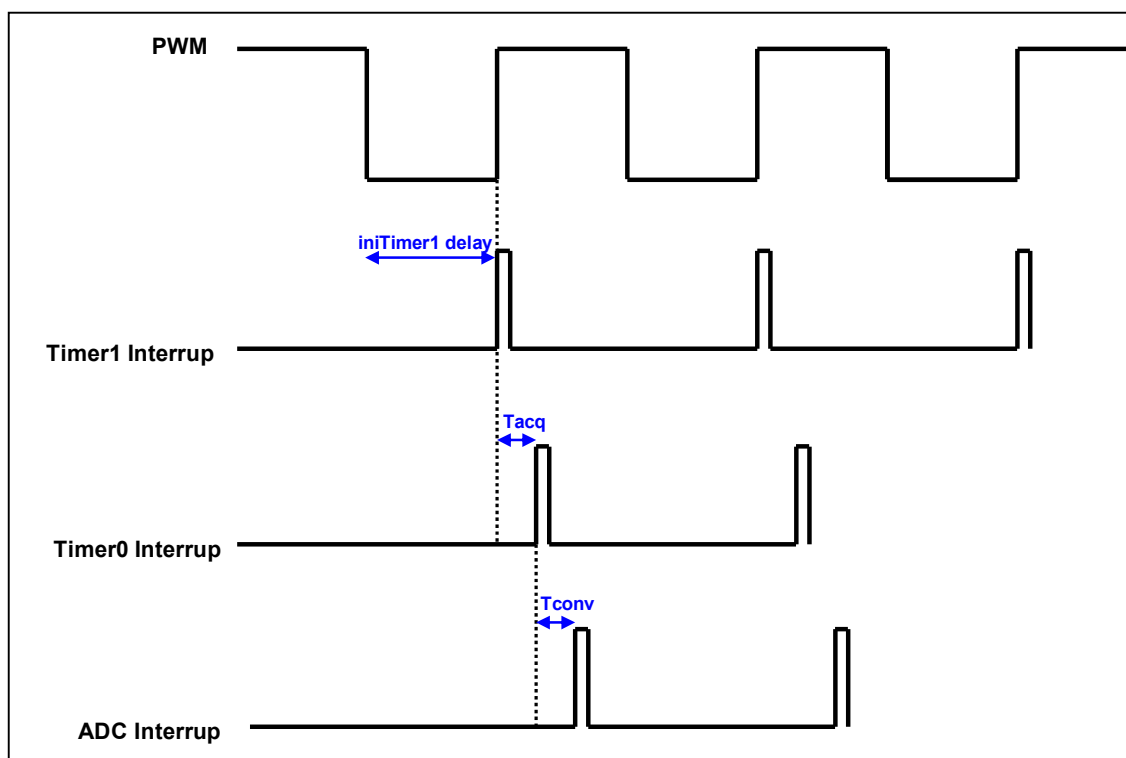 PWM
iniTimer1 delay
Timer1 Interrup
Tacq
Timer0 Interrup
Tconv
ADC Interrup